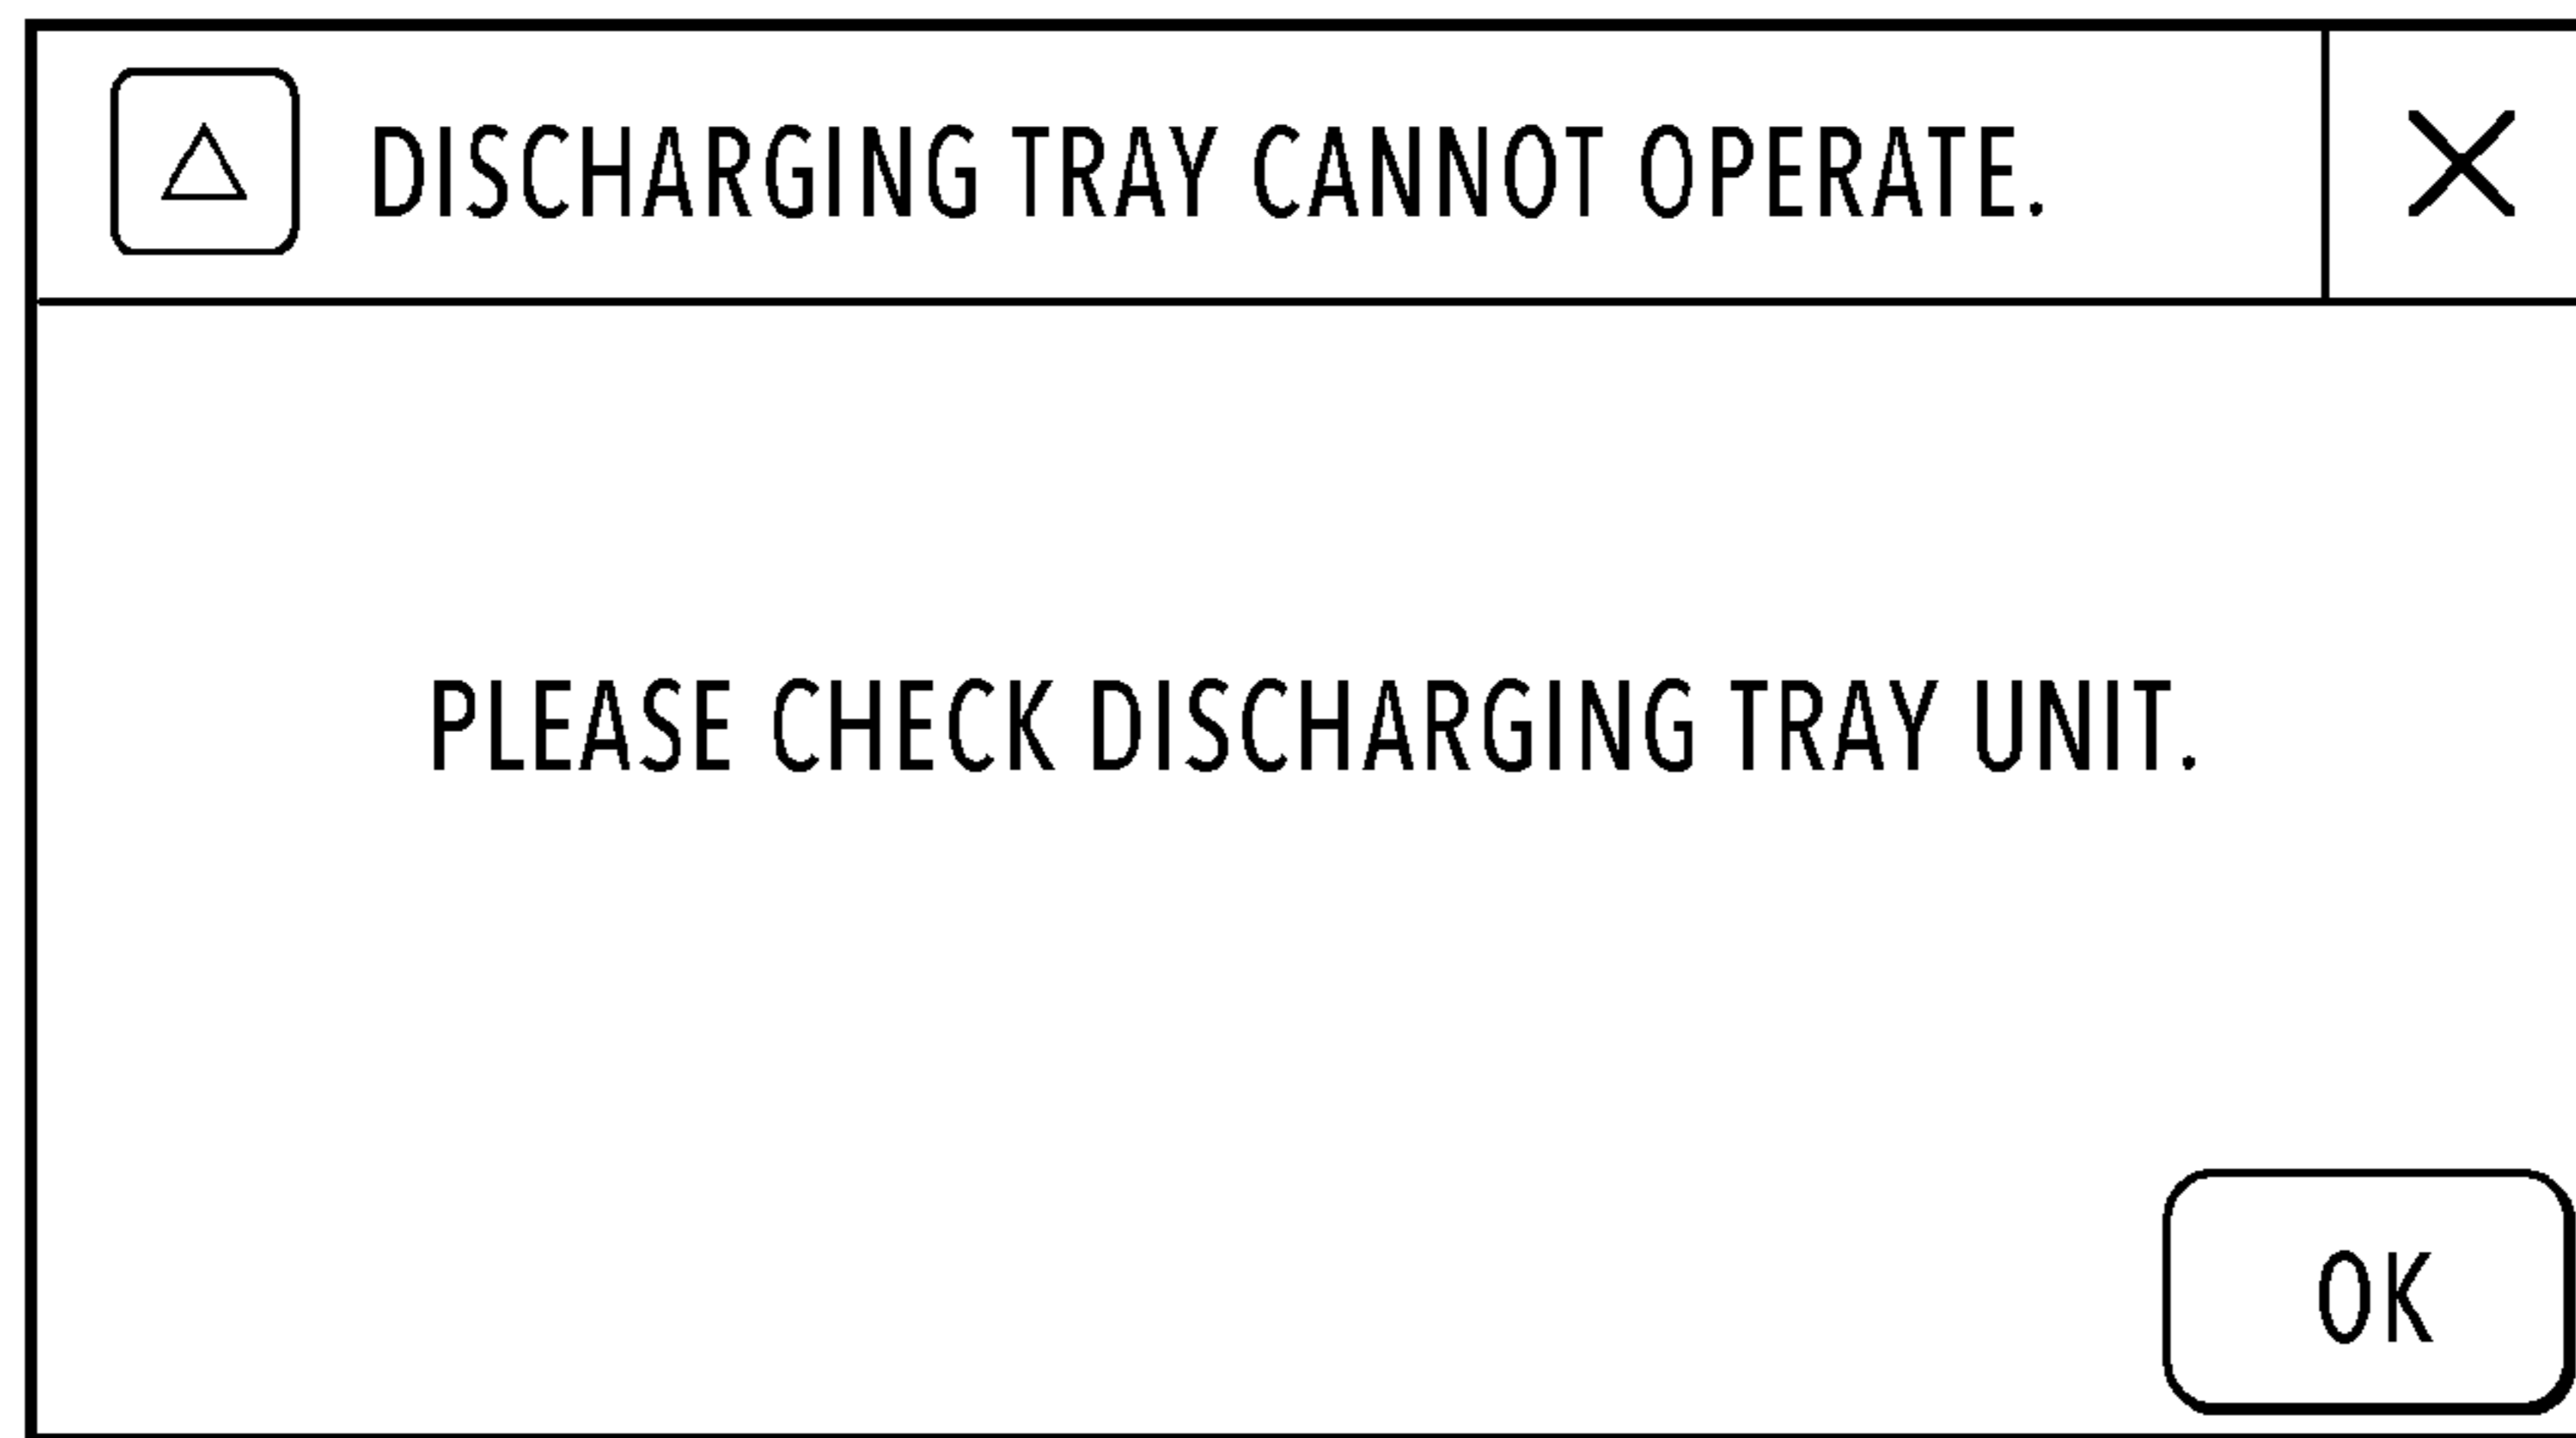 DISCHARGING TRAY CANNOT OPERATE.
PLEASE CHECK DISCHARGING TRAY UNIT.
OK